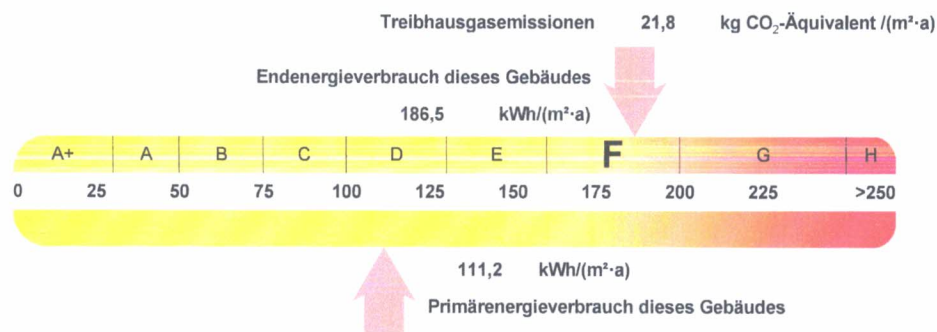 Treibhausgasemissionen 21,8 kg CO₂-Äquivalent /(m²·a)
Endenergieverbrauch dieses Gebäudes
186,5 kWh/(m²·a)
A+ A B C D E F G H
0 25 50 75 100 125 150 175 200 225 >250
111,2 kWh/(m²·a)
Primärenergieverbrauch dieses Gebäudes